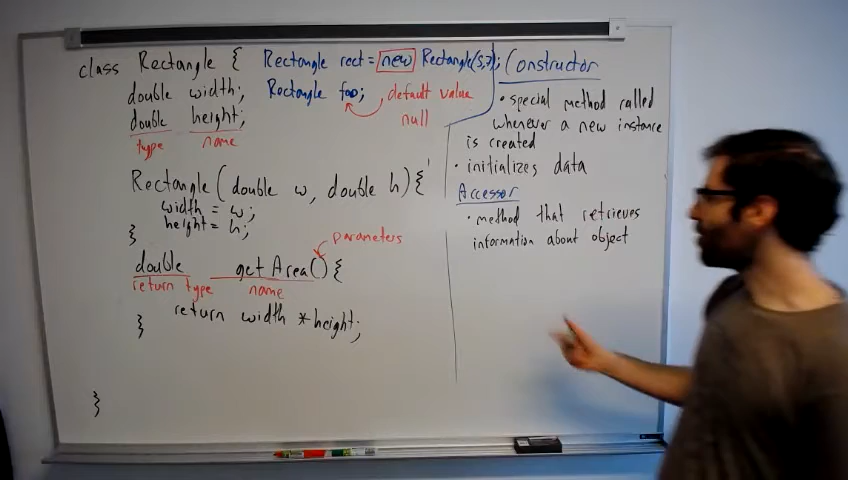 class Rectangle {
double width;
double height;
type name
Rectangle rect = new Rectangle(5,7);
Rectangle foo;
default value
null
Rectangle (double w, double h) {
width = w;
height = h;
}
parameters
double getArea() {
return type name
return width * height;
}
}
Constructor
• special method called
whenever a new instance
is created
• initializes data
Accessor
• method that retrieves
information about object